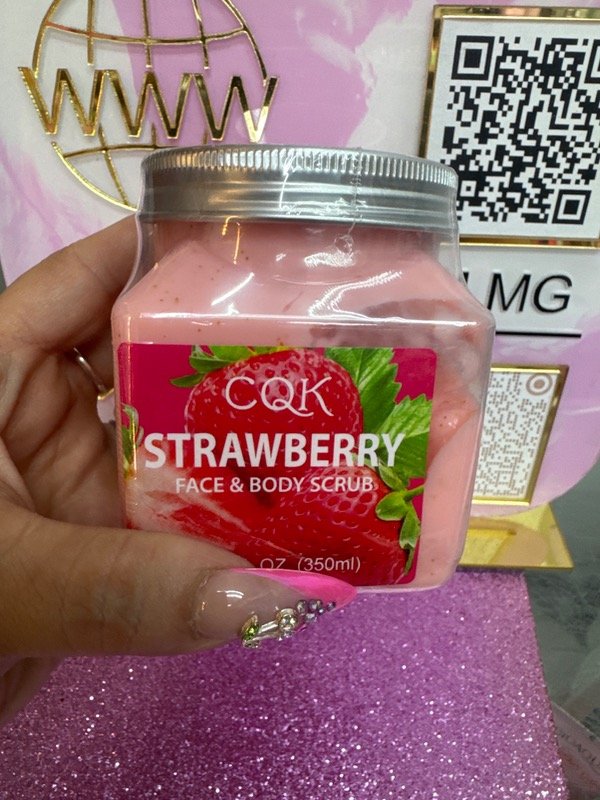 WWW
MG
CQK
STRAWBERRY
FACE & BODY SCRUB
OZ (350ml)